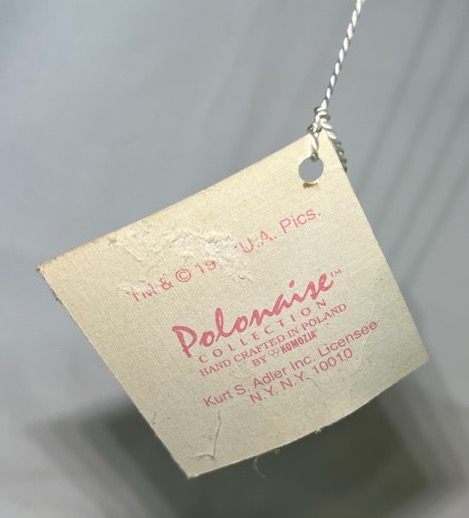 TM & © 19 U.A. Pics.
Polonaise™
COLLECTION
HAND CRAFTED IN POLAND
BY KOMOZJA
Kurt S. Adler Inc. Licensee
N.Y. N.Y. 10010